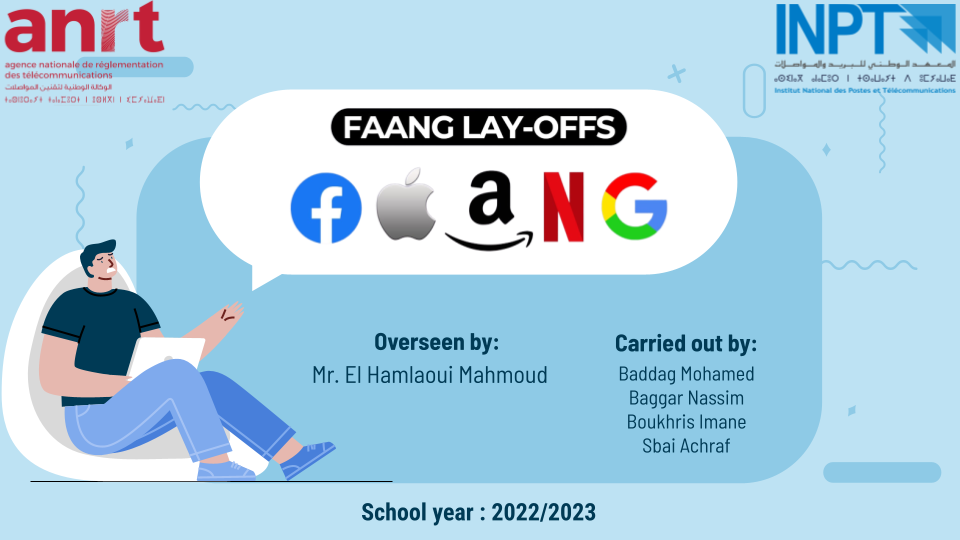 anrt
agence nationale de réglementation
des télécommunications
الوكالة الوطنية لتقنين المواصلات
INPT
المعهد الوطني للبريد والمواصلات
Institut National des Postes et Télécommunications
FAANG LAY-OFFS
f a N G
Overseen by:
Mr. El Hamlaoui Mahmoud
Carried out by:
Baddag Mohamed
Baggar Nassim
Boukhris Imane
Sbai Achraf
School year : 2022/2023